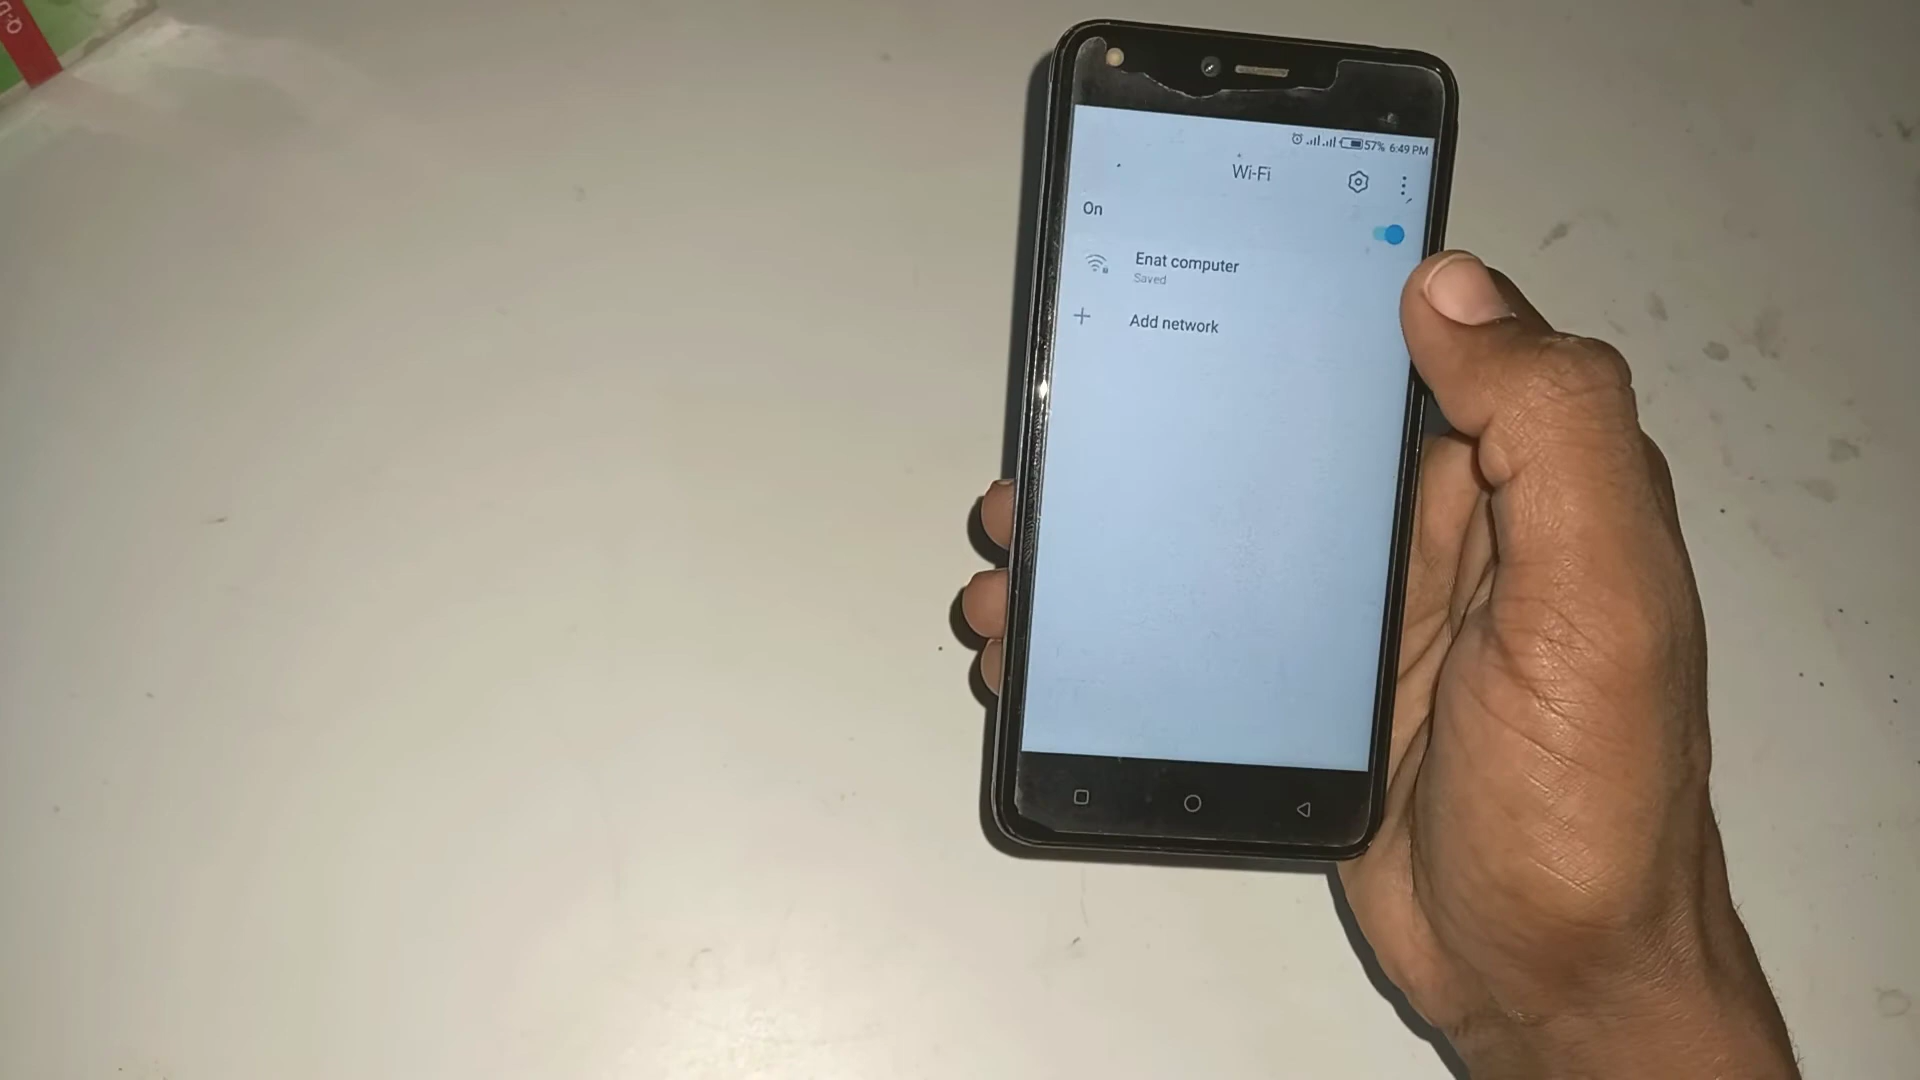 57% 6:49 PM
Wi-Fi
On
Enat computer
Saved
Add network